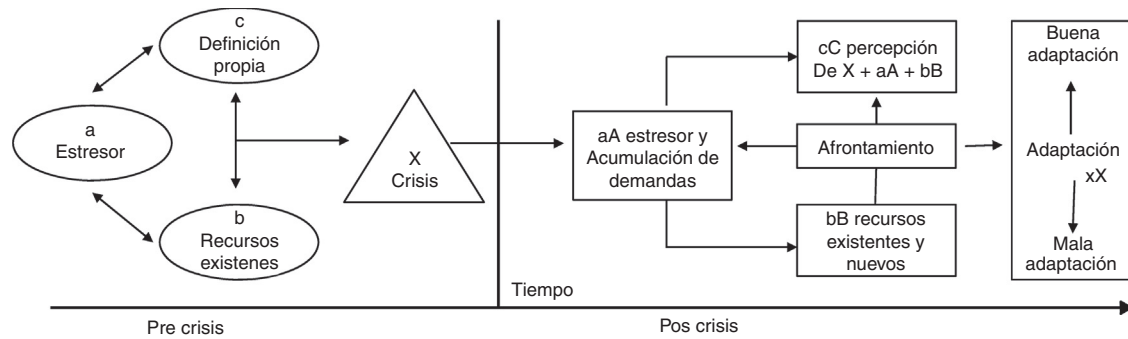 c
Definición
propia
a
Estresor
b
Recursos
existenes
X
Crisis
aA estresor y
Acumulación de
demandas
cC percepción
De X + aA + bB
Afrontamiento
bB recursos
existentes y
nuevos
Buena
adaptación
Adaptación
xX
Mala
adaptación
Tiempo
Pre crisis
Pos crisis